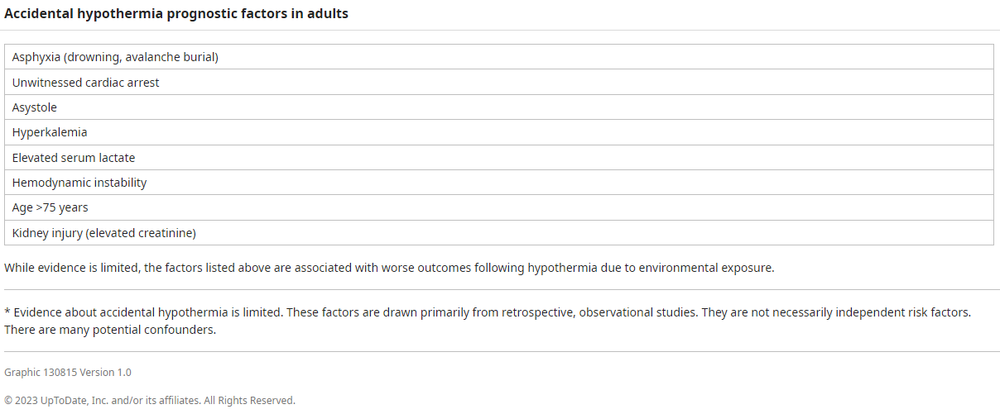 Accidental hypothermia prognostic factors in adults
Asphyxia (drowning, avalanche burial)
Unwitnessed cardiac arrest
Asystole
Hyperkalemia
Elevated serum lactate
Hemodynamic instability
Age >75 years
Kidney injury (elevated creatinine)
While evidence is limited, the factors listed above are associated with worse outcomes following hypothermia due to environmental exposure.
* Evidence about accidental hypothermia is limited. These factors are drawn primarily from retrospective, observational studies. They are not necessarily independent risk factors.
There are many potential confounders.
Graphic 130815 Version 1.0
© 2023 UpToDate, Inc. and/or its affiliates. All Rights Reserved.